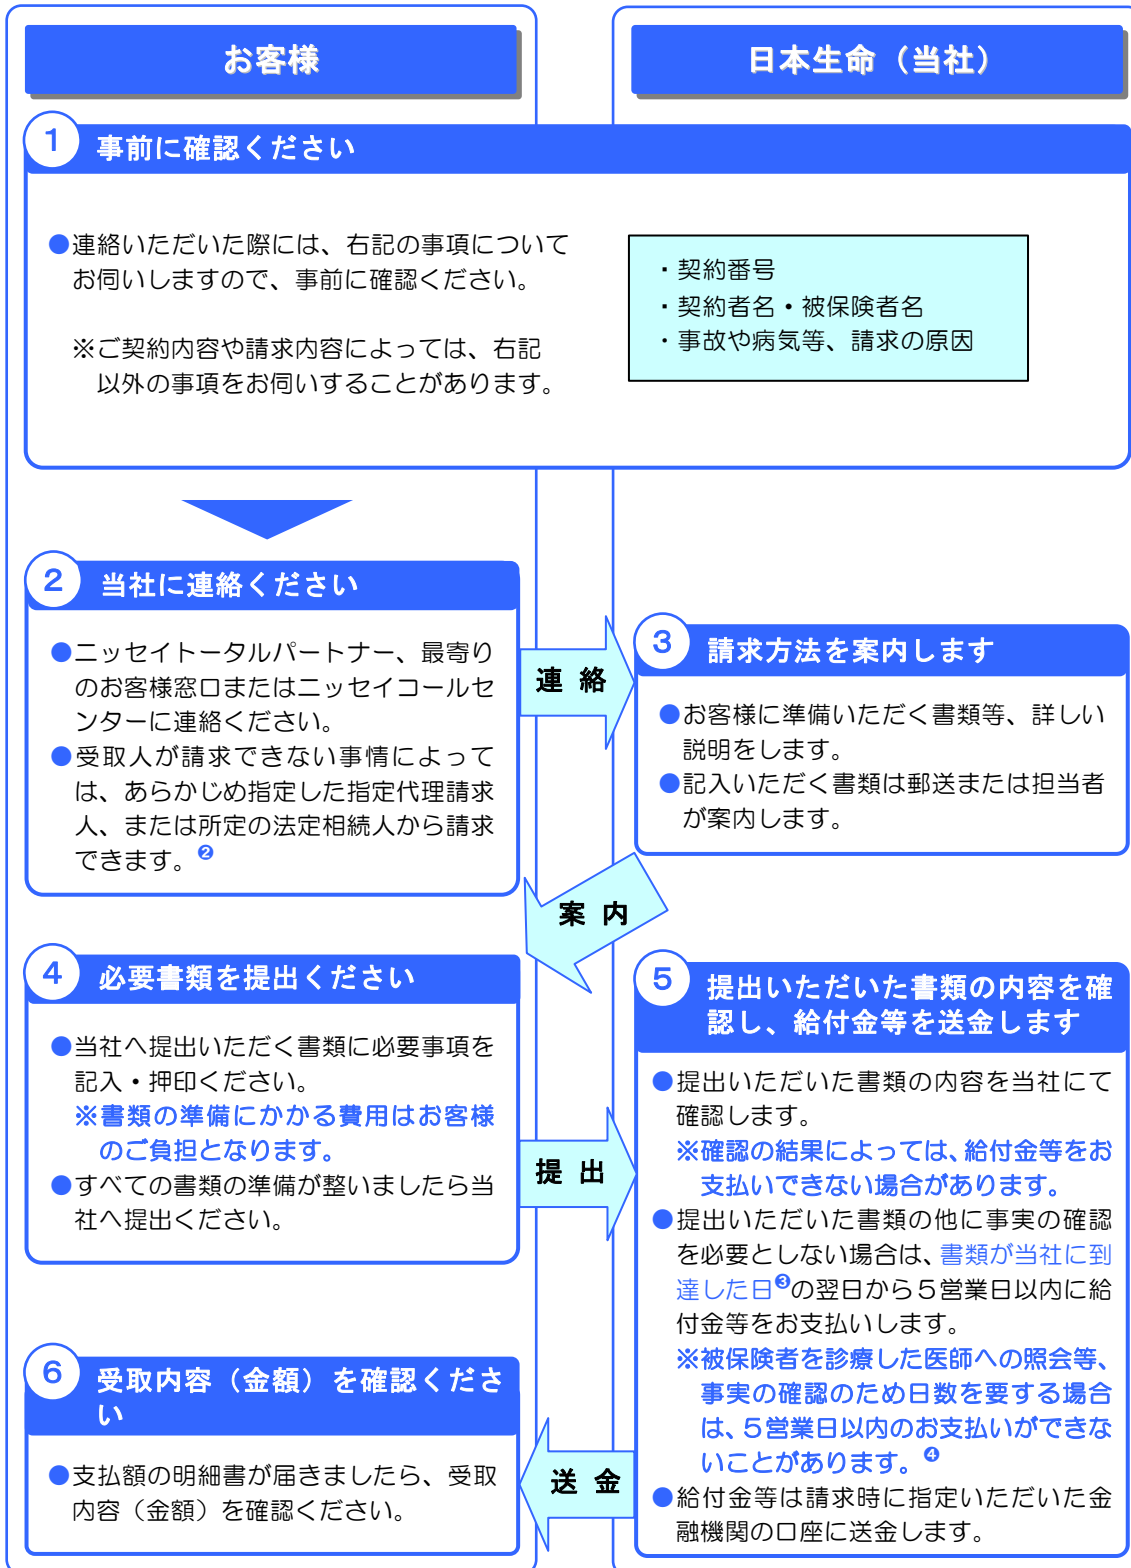 お客様
日本生命（当社）
1 事前に確認ください
●連絡いただいた際には、右記の事項について
お伺いしますので、事前に確認ください。
※ご契約内容や請求内容によっては、右記
以外の事項をお伺いすることがあります。
・契約番号
・契約者名・被保険者名
・事故や病気等、請求の原因
2 当社に連絡ください
●ニッセイトータルパートナー、最寄り
のお客様窓口またはニッセイコールセ
ンターに連絡ください。
●受取人が請求できない事情によって
は、あらかじめ指定した指定代理請求
人、または所定の法定相続人から請求
できます。❷
連 絡
3 請求方法を案内します
●お客様に準備いただく書類等、詳しい
説明をします。
●記入いただく書類は郵送または担当者
が案内します。
案 内
4 必要書類を提出ください
●当社へ提出いただく書類に必要事項を
記入・押印ください。
※書類の準備にかかる費用はお客様
のご負担となります。
●すべての書類の準備が整いましたら当
社へ提出ください。
提 出
5 提出いただいた書類の内容を確
認し、給付金等を送金します
●提出いただいた書類の内容を当社にて
確認します。
※確認の結果によっては、給付金等をお
支払いできない場合があります。
●提出いただいた書類の他に事実の確認
を必要としない場合は、書類が当社に到
達した日❸の翌日から５営業日以内に給
付金等をお支払いします。
※被保険者を診療した医師への照会等、
事実の確認のため日数を要する場合
は、５営業日以内のお支払いができな
いことがあります。❹
●給付金等は請求時に指定いただいた金
融機関の口座に送金します。
送 金
6 受取内容（金額）を確認くださ
い
●支払額の明細書が届きましたら、受取
内容（金額）を確認ください。